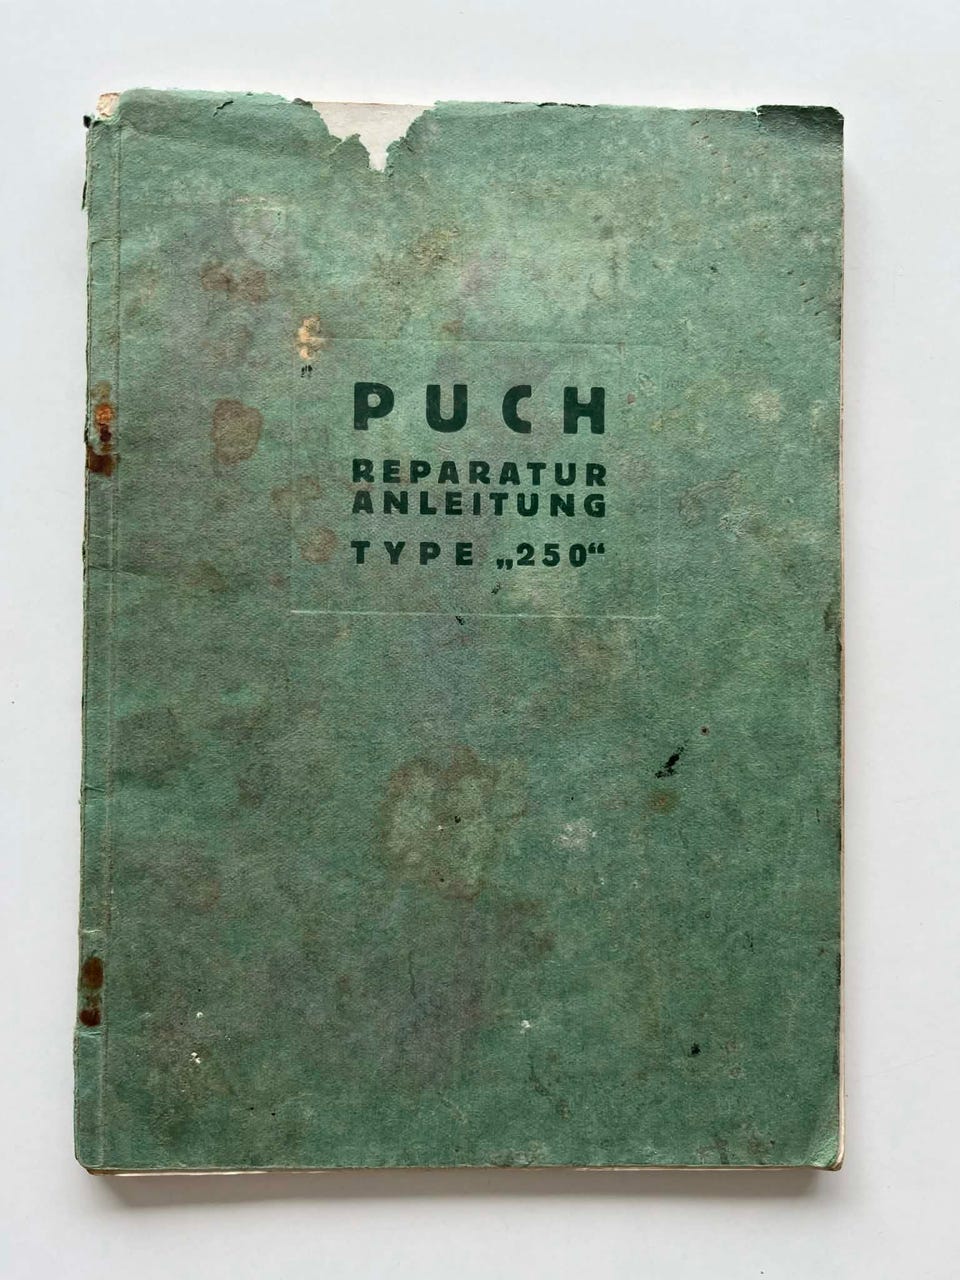 PUCH
REPARATUR
ANLEITUNG
TYPE „250“